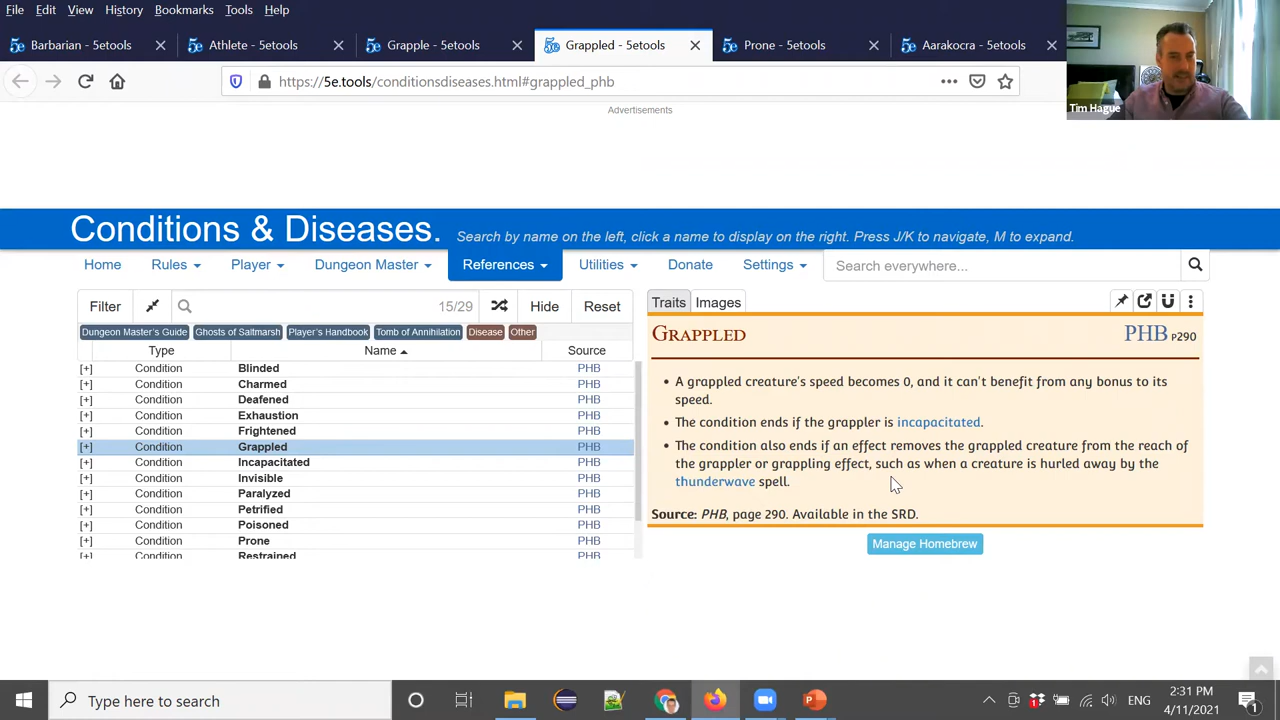 File Edit View History Bookmarks Tools Help
Barbarian - 5etools
Athlete - 5etools
Grapple - 5etools
Grappled - 5etools
Prone - 5etools
Aarakocra - 5etools
https://5e.tools/conditionsdiseases.html#grappled_phb
Tim Hague
Advertisements
Conditions & Diseases. Search by name on the left, click a name to display on the right. Press J/K to navigate, M to expand.
Home Rules Player Dungeon Master References Utilities Donate Settings Search everywhere...
Filter 15/29 Hide Reset
Dungeon Master's Guide Ghosts of Saltmarsh Player's Handbook Tomb of Annihilation Disease Other
Type Name Source
[+] Condition Blinded PHB
[+] Condition Charmed PHB
[+] Condition Deafened PHB
[+] Condition Exhaustion PHB
[+] Condition Frightened PHB
[+] Condition Grappled PHB
[+] Condition Incapacitated PHB
[+] Condition Invisible PHB
[+] Condition Paralyzed PHB
[+] Condition Petrified PHB
[+] Condition Poisoned PHB
[+] Condition Prone PHB
[+] Condition Restrained PHB
Traits Images
Grappled PHB P290
• A grappled creature's speed becomes 0, and it can't benefit from any bonus to its
speed.
• The condition ends if the grappler is incapacitated.
• The condition also ends if an effect removes the grappled creature from the reach of
the grappler or grappling effect, such as when a creature is hurled away by the
thunderwave spell.
Source: PHB, page 290. Available in the SRD.
Manage Homebrew
Type here to search
ENG
2:31 PM
4/11/2021
1